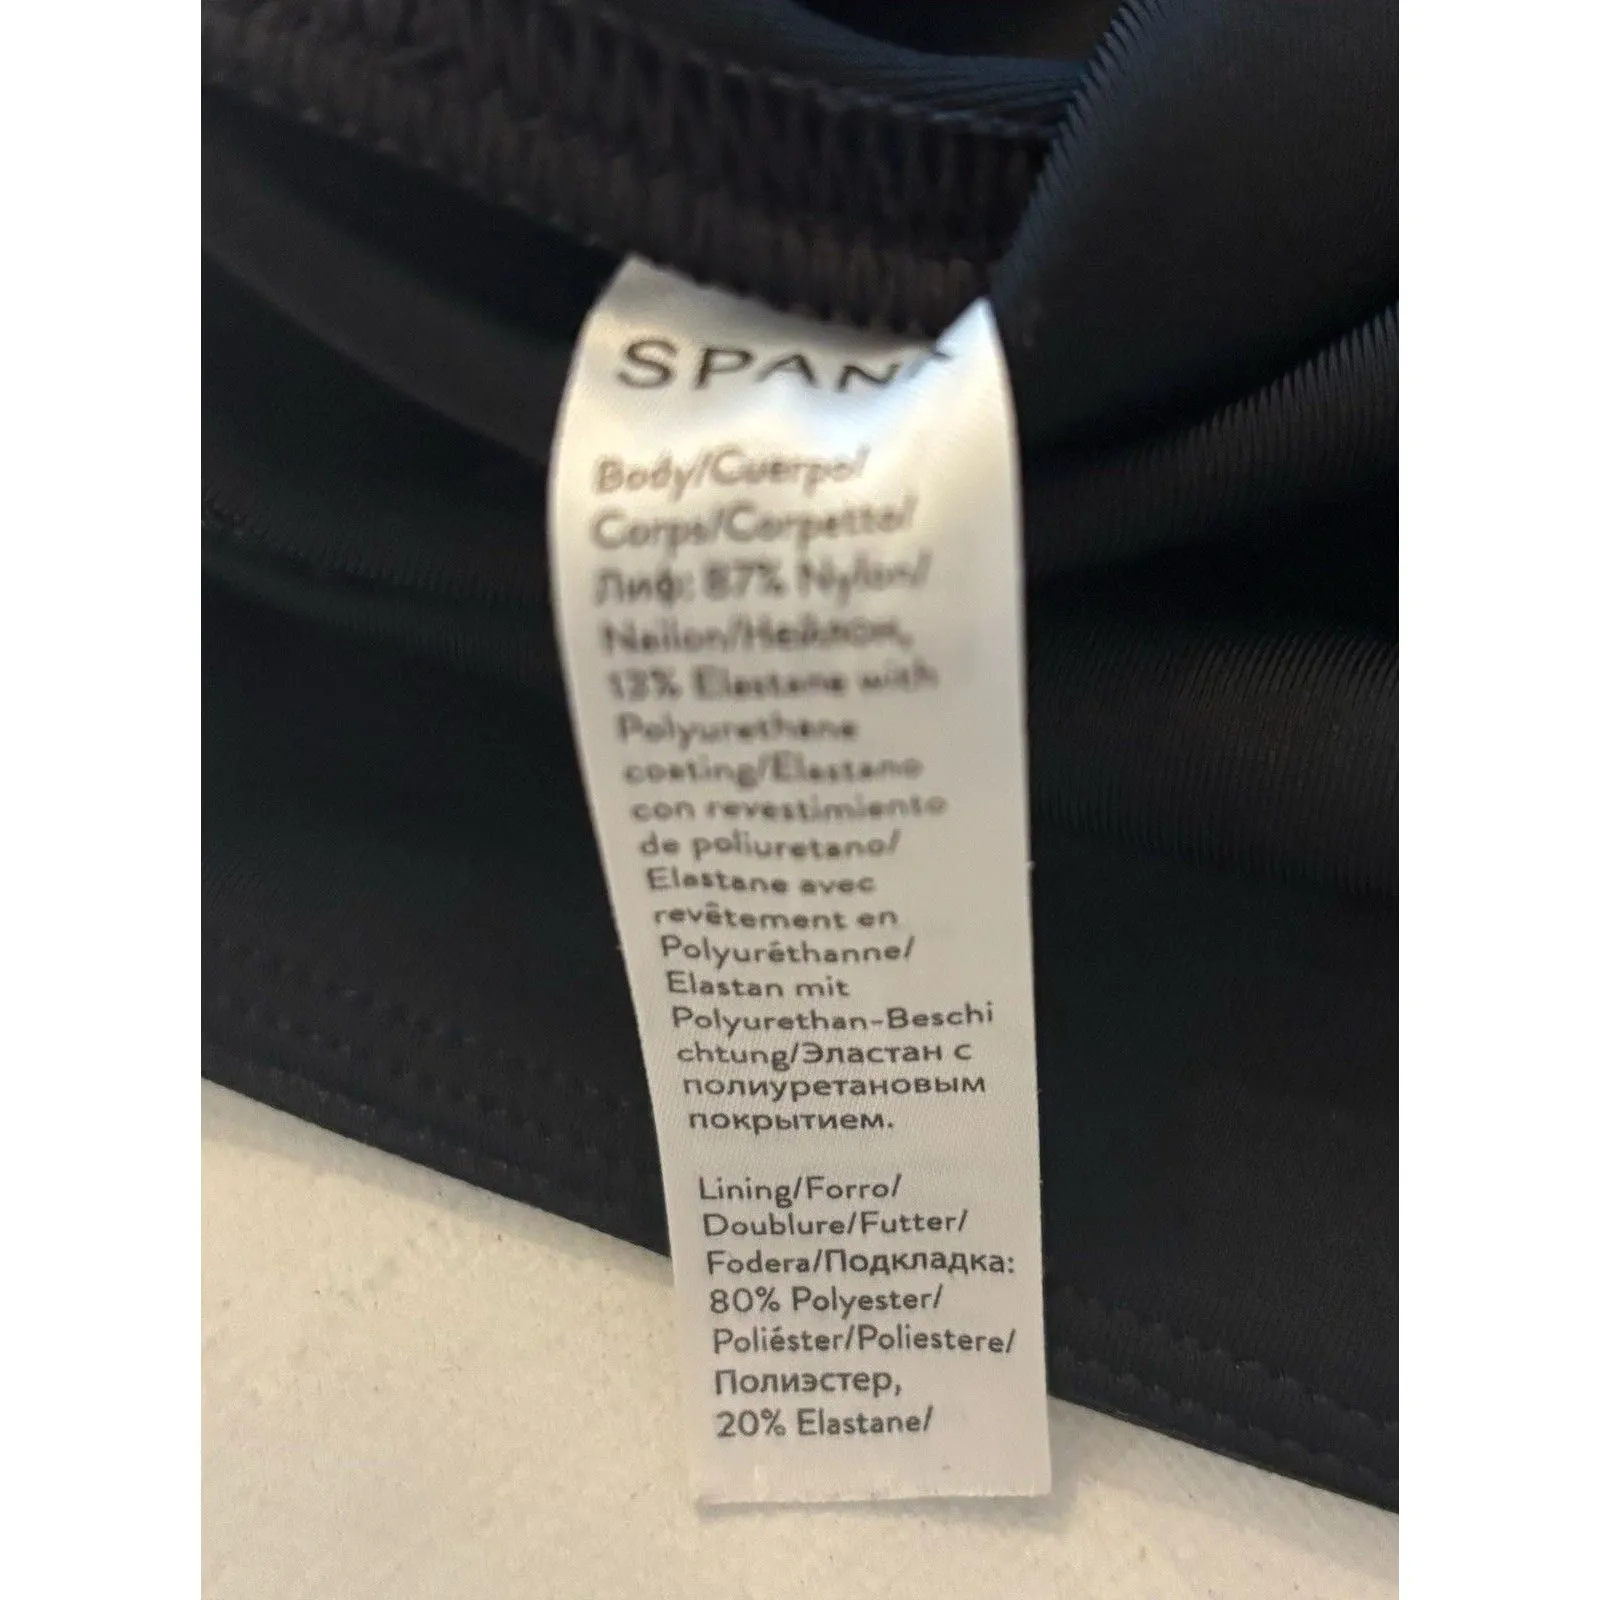 SPAN
Body/Cuerpo/
Corps/Corpetto/
Лиф: 87% Nylon/
Neilon/Нейлон,
13% Elastane with
Polyurethane
coating/Elastano
con revestimiento
de poliuretano/
Elastane avec
revêtement en
Polyuréthanne/
Elastan mit
Polyurethan-Beschi
chtung/Эластан с
полиуретановым
покрытием.
Lining/Forro/
Doublure/Futter/
Fodera/Подкладка:
80% Polyester/
Poliéster/Poliestere/
Полиэстер,
20% Elastane/